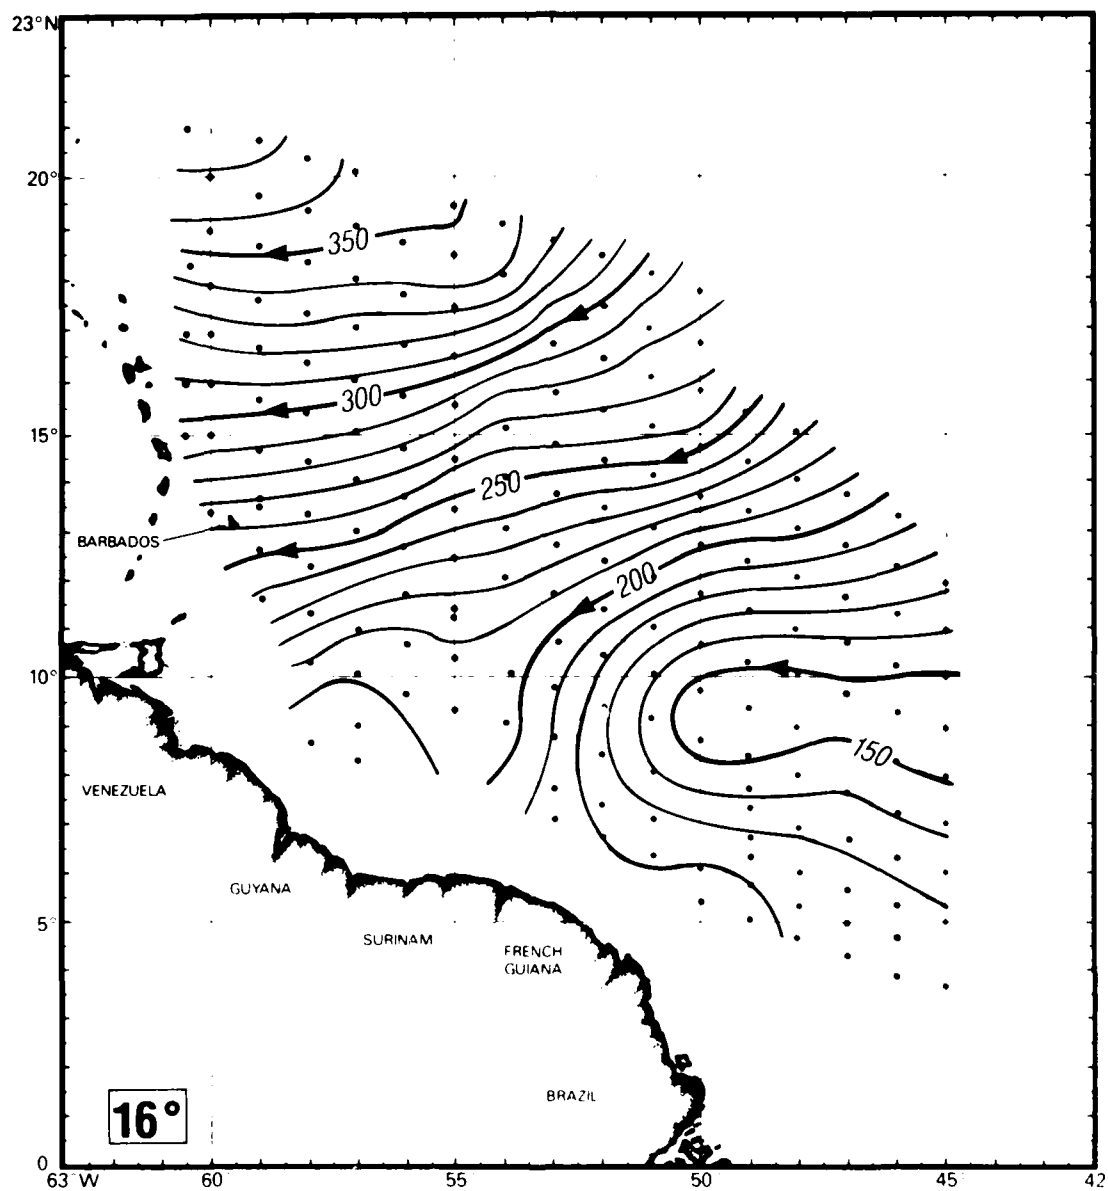 23°N
20°
350
300
15°
250
BARBADOS
200
10°
150
VENEZUELA
GUYANA
5°
SURINAM
FRENCH
GUIANA
BRAZIL
16°
0
63°W 60 55 50 45 42